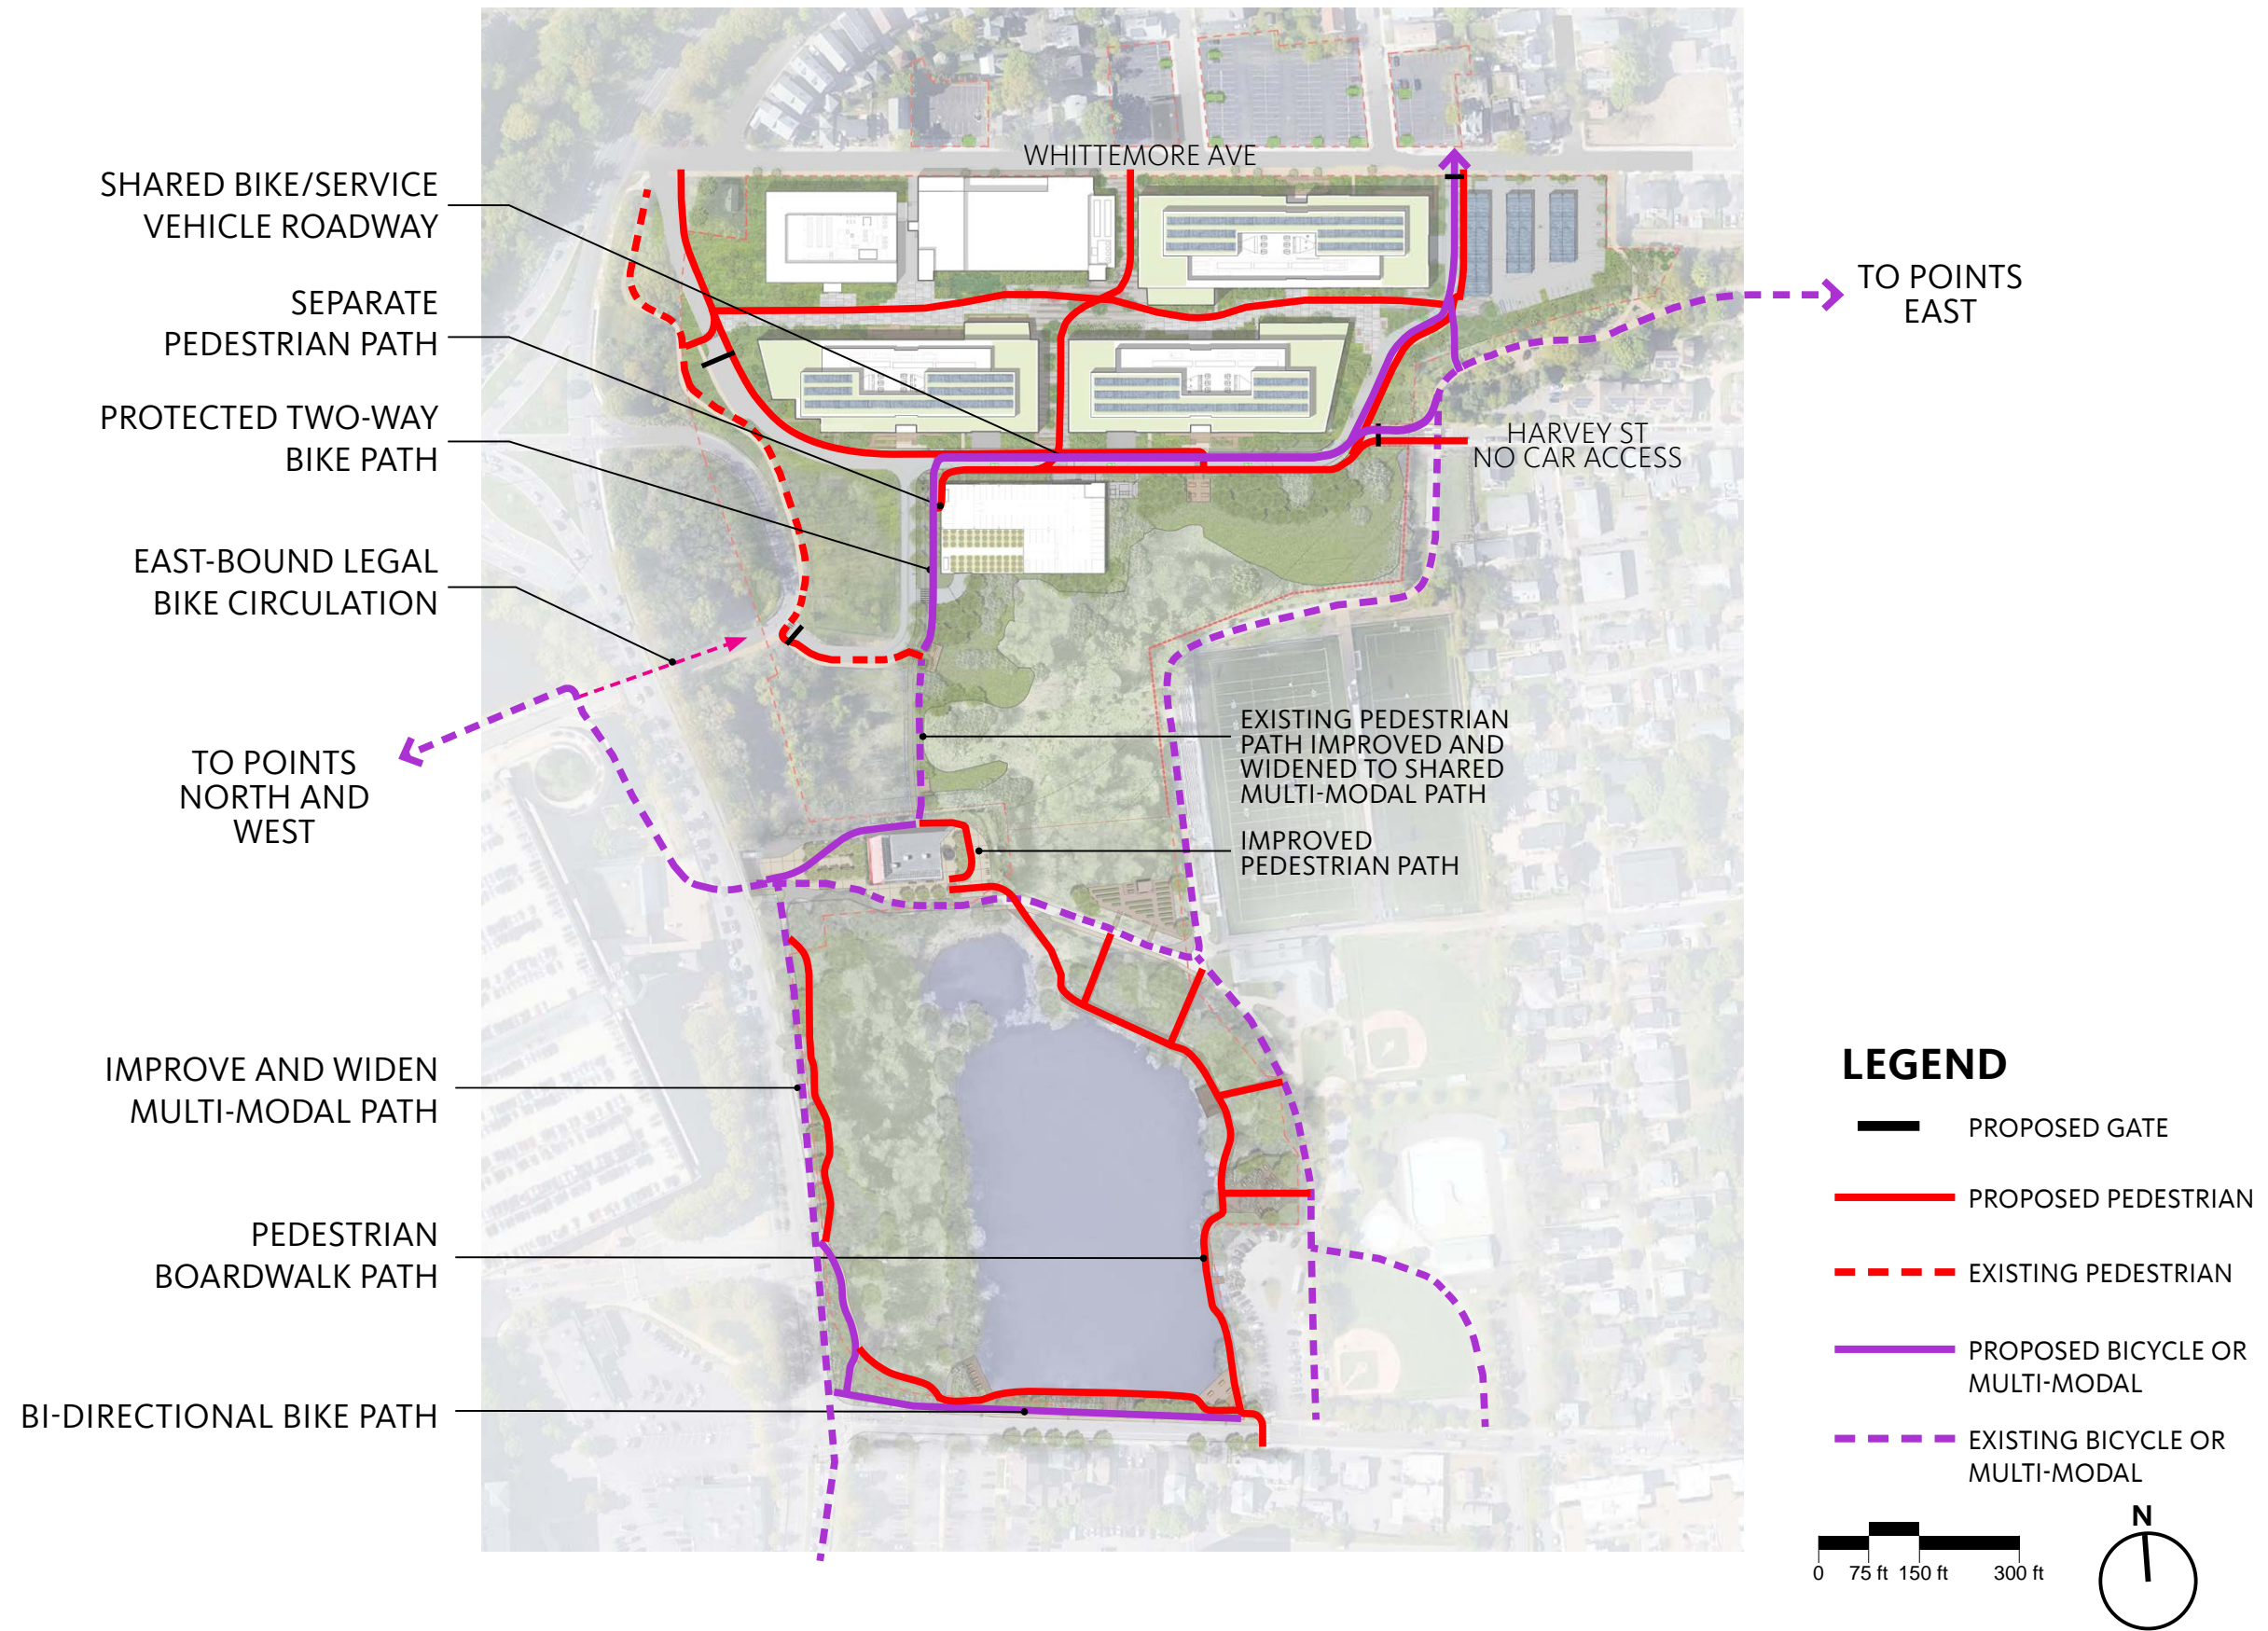 WHITTEMORE AVE
SHARED BIKE/SERVICE
VEHICLE ROADWAY
SEPARATE
PEDESTRIAN PATH
PROTECTED TWO-WAY
BIKE PATH
EAST-BOUND LEGAL
BIKE CIRCULATION
TO POINTS
NORTH AND
WEST
IMPROVE AND WIDEN
MULTI-MODAL PATH
PEDESTRIAN
BOARDWALK PATH
BI-DIRECTIONAL BIKE PATH
TO POINTS
EAST
HARVEY ST
NO CAR ACCESS
EXISTING PEDESTRIAN
PATH IMPROVED AND
WIDENED TO SHARED
MULTI-MODAL PATH
IMPROVED
PEDESTRIAN PATH
LEGEND
PROPOSED GATE
PROPOSED PEDESTRIAN
EXISTING PEDESTRIAN
PROPOSED BICYCLE OR
MULTI-MODAL
EXISTING BICYCLE OR
MULTI-MODAL
N
0 75 ft 150 ft 300 ft